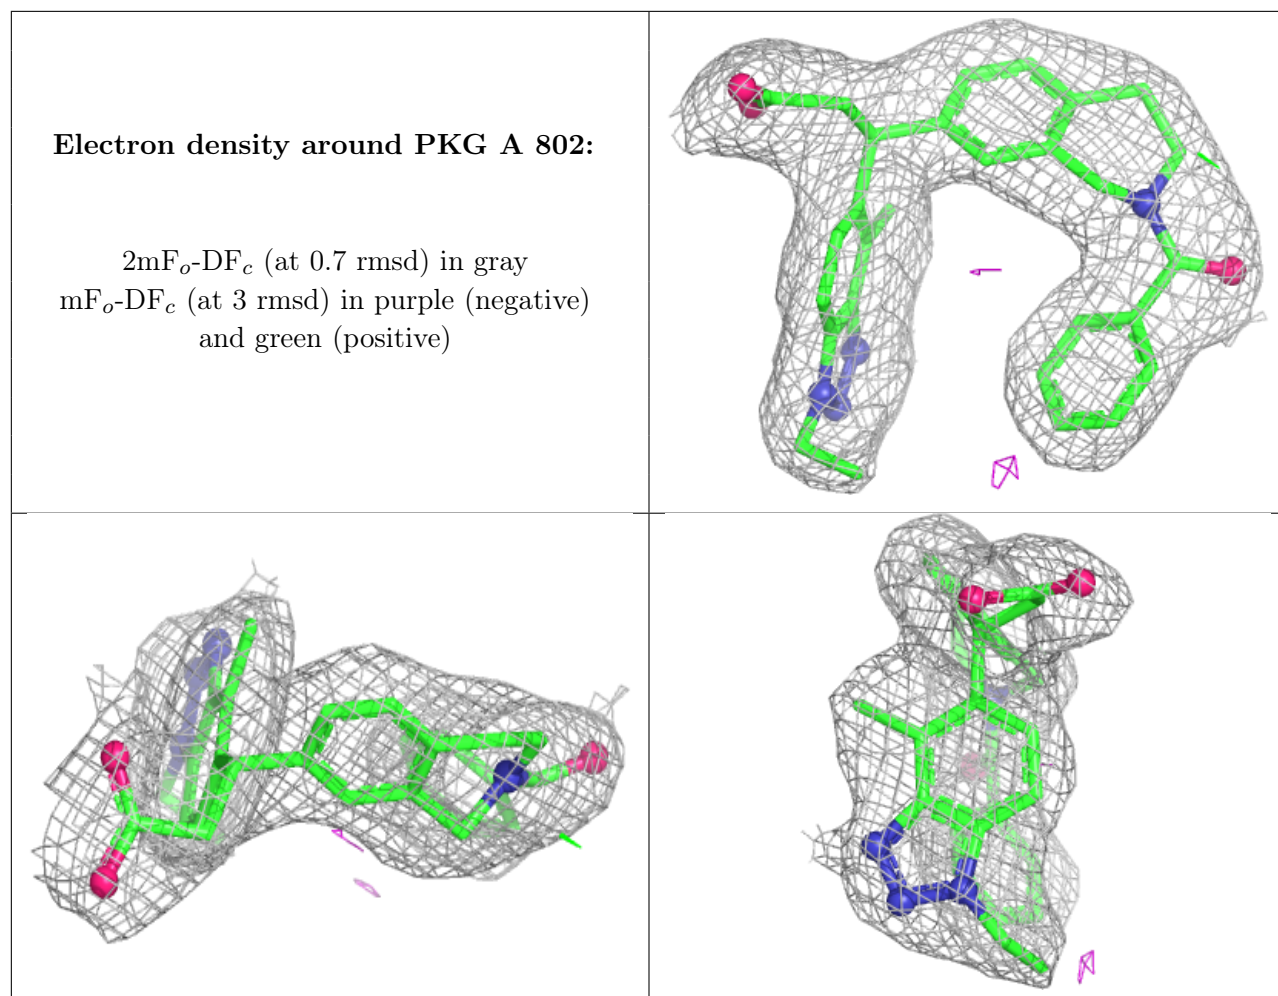 Electron density around PKG A 802:
2mFₒ-DF𝒸 (at 0.7 rmsd) in gray
mFₒ-DF𝒸 (at 3 rmsd) in purple (negative)
and green (positive)